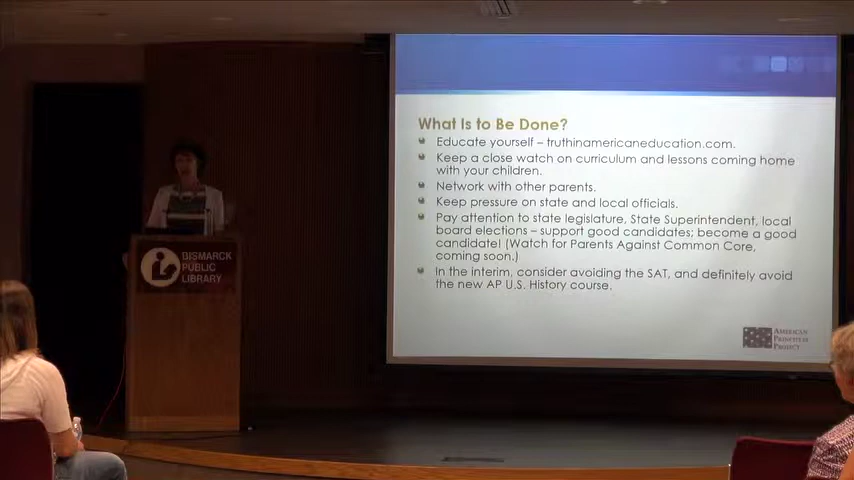 What Is to Be Done?
Educate yourself – truthinamericaneducation.com.
Keep a close watch on curriculum and lessons coming home
with your children.
Network with other parents.
Keep pressure on state and local officials.
Pay attention to state legislature, State Superintendent, local
board elections – support good candidates; become a good
candidate! (Watch for Parents Against Common Core,
coming soon.)
In the interim, consider avoiding the SAT, and definitely avoid
the new AP U.S. History course.
AMERICAN
PRINCIPLES
PROJECT
BISMARCK
PUBLIC
LIBRARY